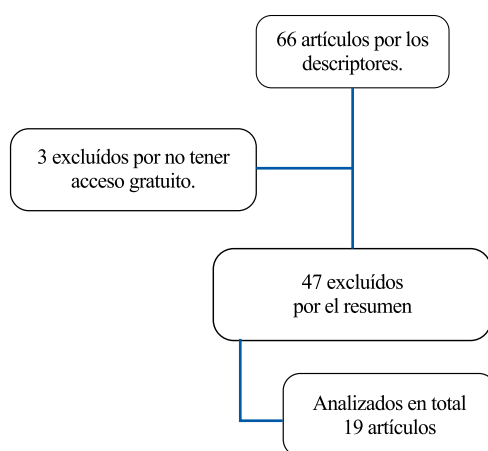 66 artículos por los
descriptores.
3 excluídos por no tener
acceso gratuito.
47 excluídos
por el resumen
Analizados en total
19 artículos